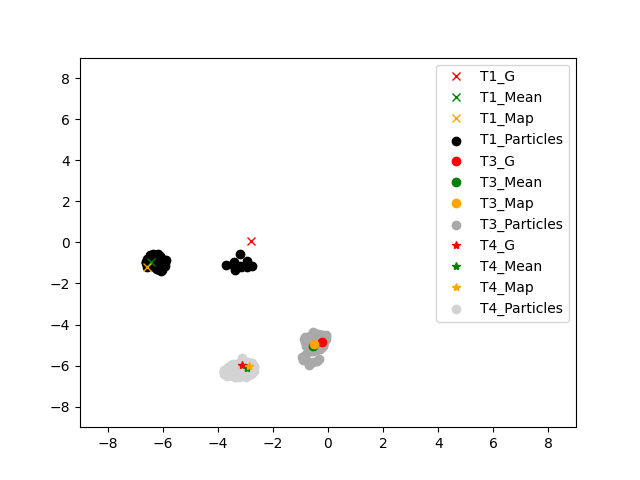 8
6
4
2
0
−2
−4
−6
−8
−8
−6
−4
−2
0
2
4
6
8
T1_G
T1_Mean
T1_Map
T1_Particles
T3_G
T3_Mean
T3_Map
T3_Particles
T4_G
T4_Mean
T4_Map
T4_Particles